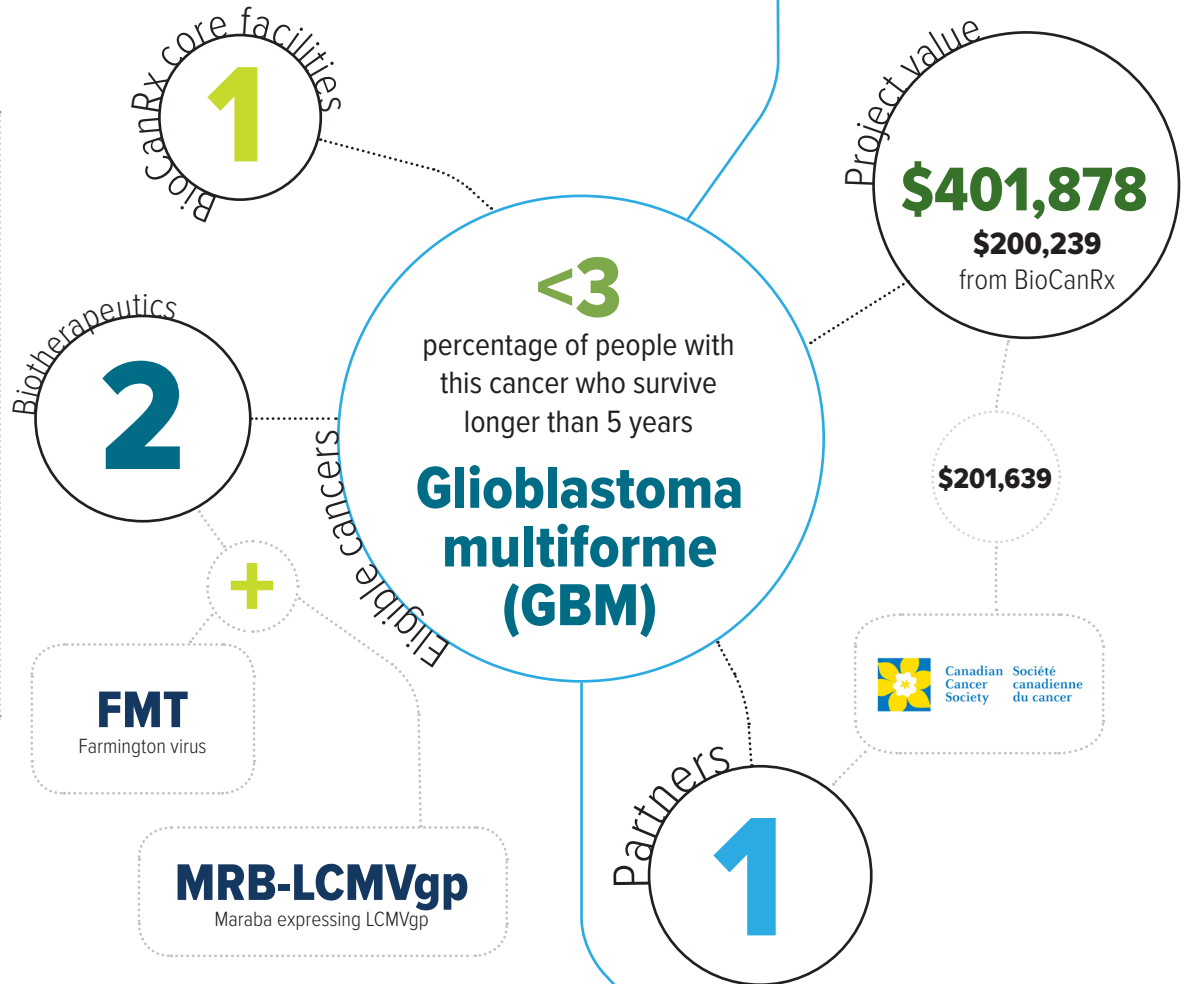 BioCanRx core facilities
1
Project value
$401,878
$200,239
from BioCanRx
<3
percentage of people with
this cancer who survive
longer than 5 years
Glioblastoma
multiforme
(GBM)
Eligible cancers
Biotherapeutics
2
+
FMT
Farmington virus
MRB-LCMVgp
Maraba expressing LCMVgp
$201,639
Canadian Société
Cancer canadienne
Society du cancer
Partners
1